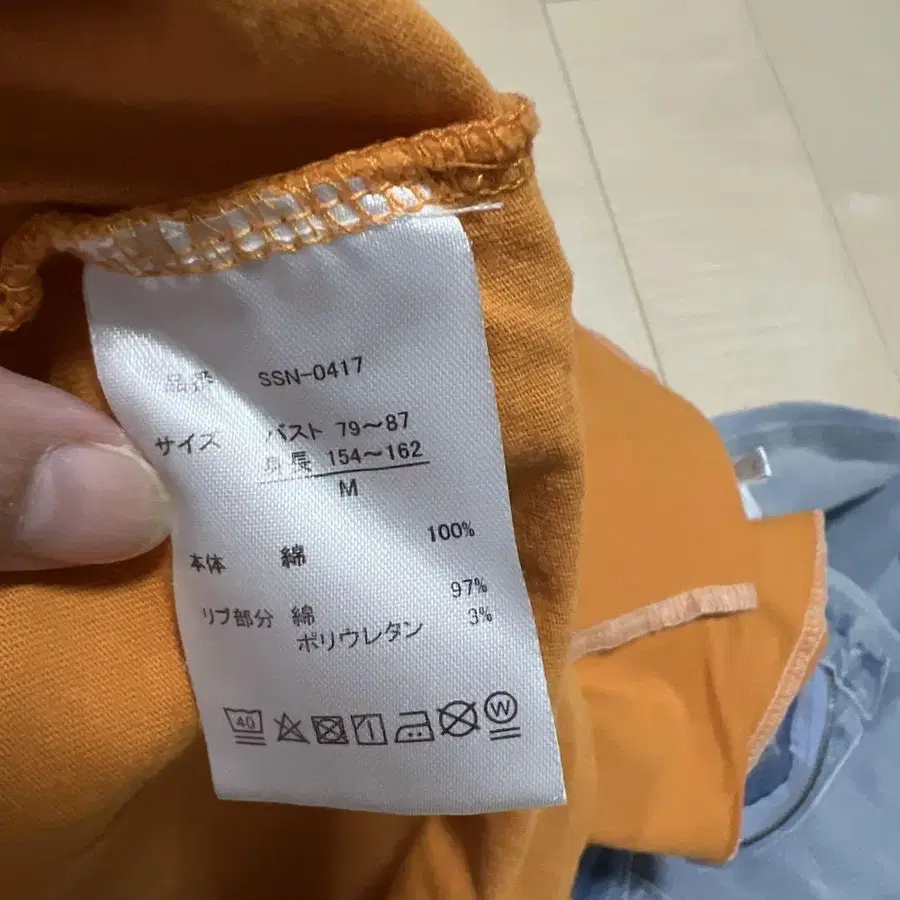 品番 SSN-0417
サイズ バスト 79～87
身長 154～162
M
本体 綿 100%
リブ部分 綿 97%
ポリウレタン 3%
40 W